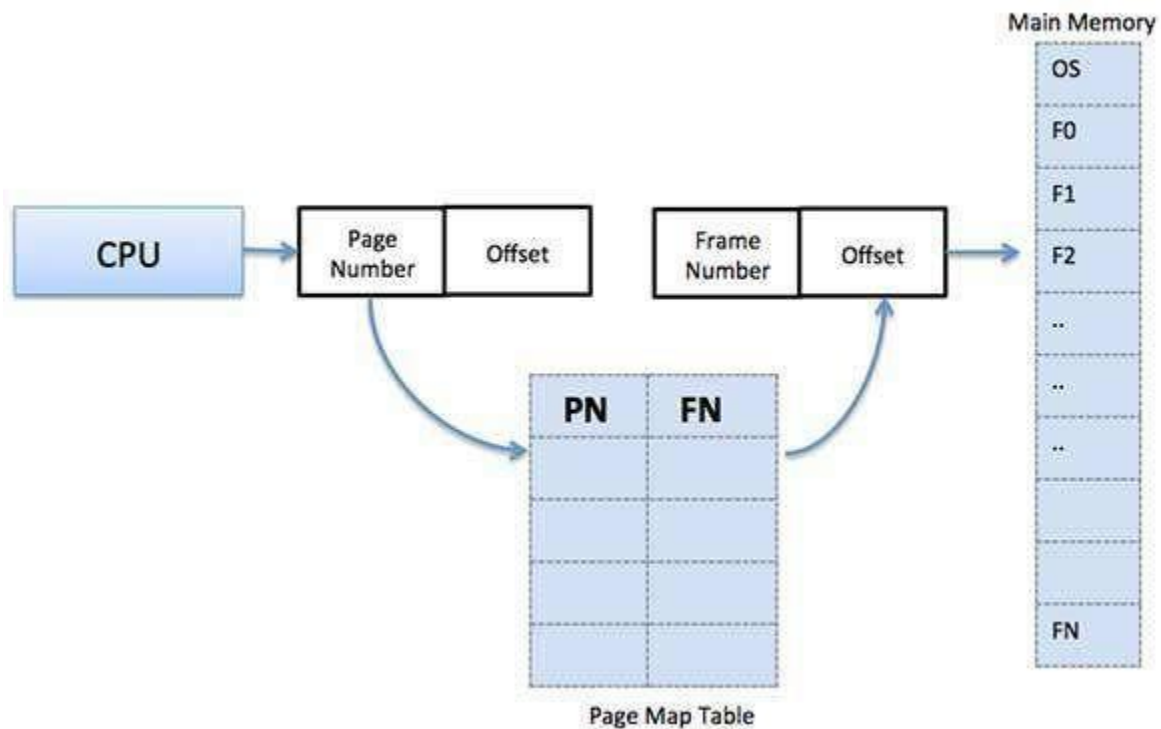 Main Memory
OS
F0
F1
F2
..
..
..
FN
CPU
Page
Number
Offset
Frame
Number
Offset
PN FN
Page Map Table